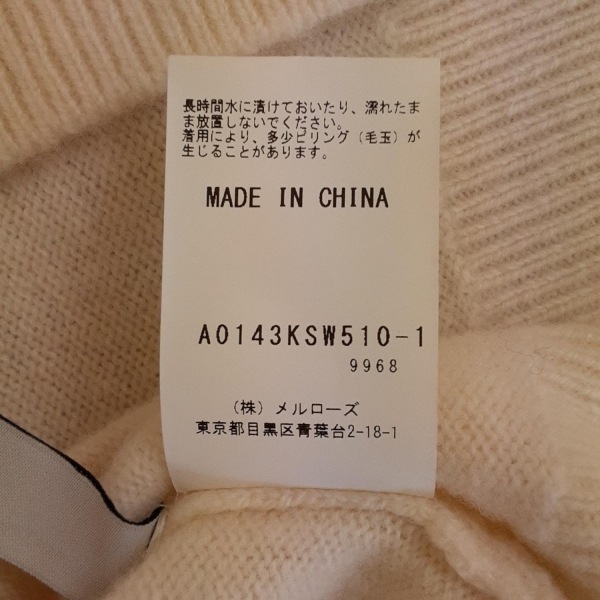 長時間水に漬けておいたり、濡れたまま
ま放置しないでください。
着用により、多少ピリング(毛玉)が
生じることがあります。
MADE IN CHINA
A0143KSW510-1
9968
(株) メルローズ
東京都目黒区青葉台2-18-1